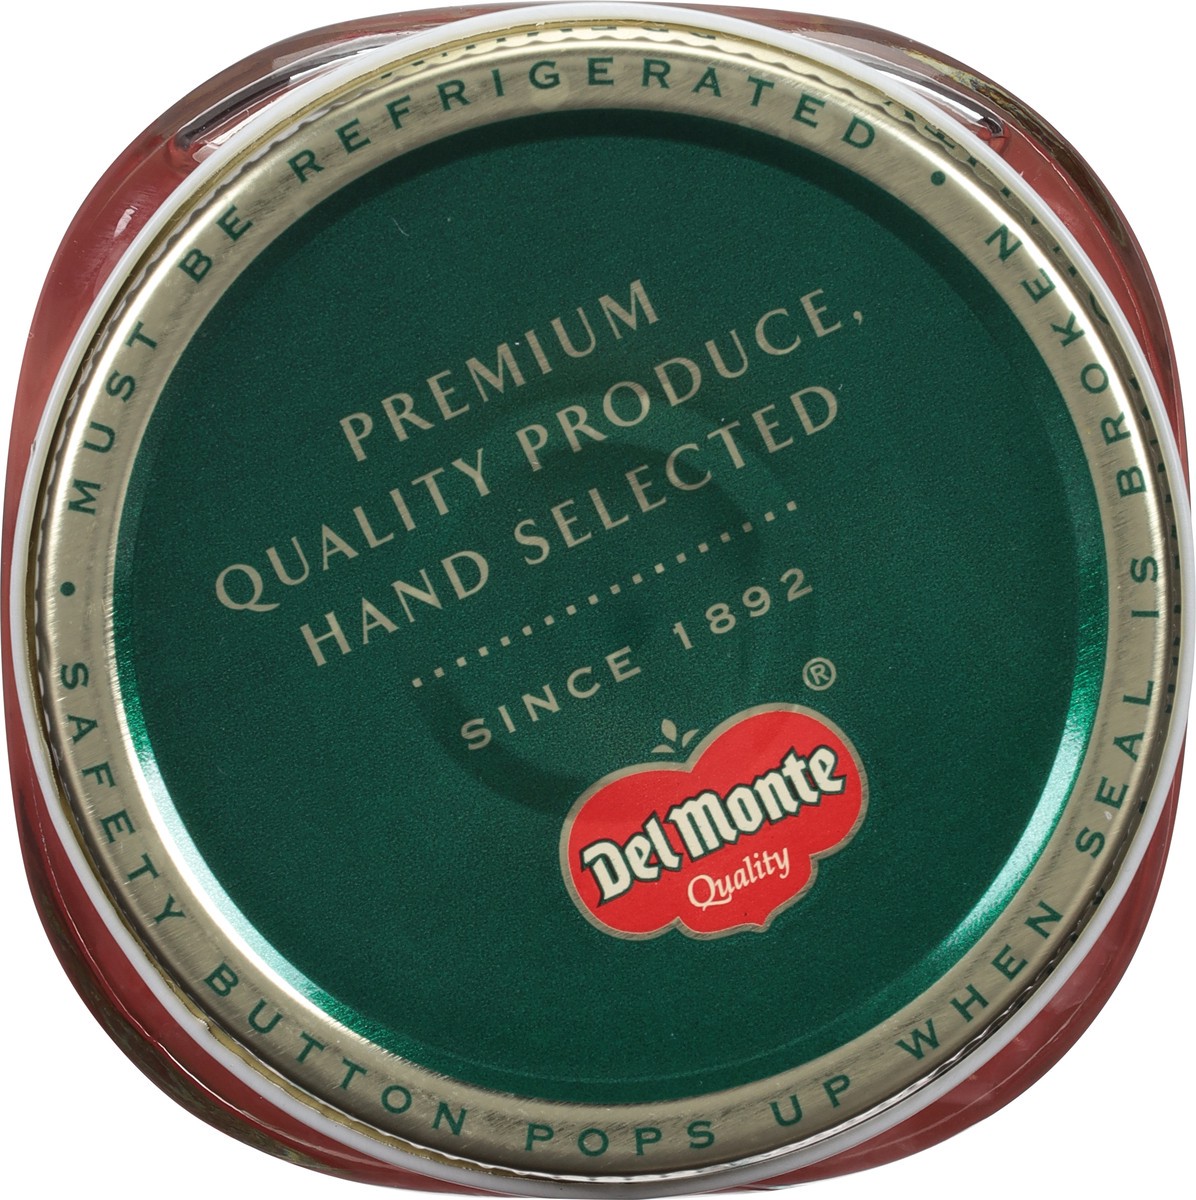 PREMIUM
QUALITY PRODUCE,
HAND SELECTED
SINCE 1892
®
Del Monte
Quality
• MUST BE REFRIGERATED •
SAFETY BUTTON POPS UP WHEN SEAL IS BROKEN